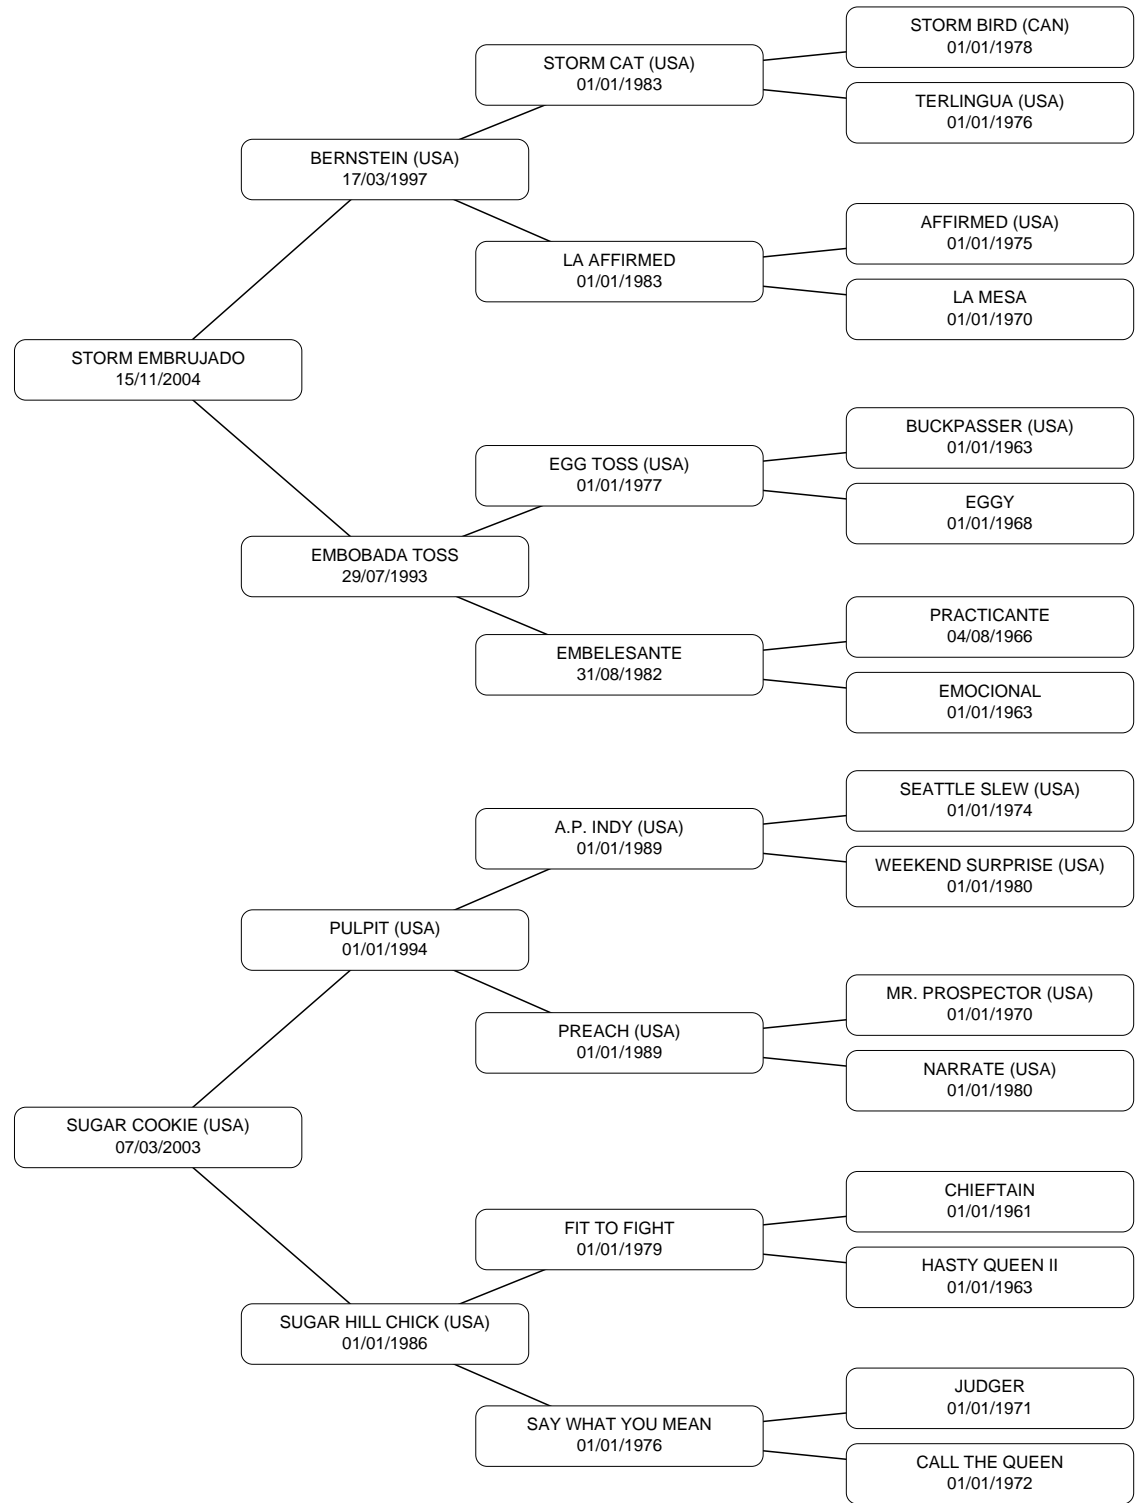 STORM BIRD (CAN)
01/01/1978
STORM CAT (USA)
01/01/1983
TERLINGUA (USA)
01/01/1976
BERNSTEIN (USA)
17/03/1997
AFFIRMED (USA)
01/01/1975
LA AFFIRMED
01/01/1983
LA MESA
01/01/1970
STORM EMBRUJADO
15/11/2004
BUCKPASSER (USA)
01/01/1963
EGG TOSS (USA)
01/01/1977
EGGY
01/01/1968
EMBOBADA TOSS
29/07/1993
PRACTICANTE
04/08/1966
EMBELESANTE
31/08/1982
EMOCIONAL
01/01/1963
SEATTLE SLEW (USA)
01/01/1974
A.P. INDY (USA)
01/01/1989
WEEKEND SURPRISE (USA)
01/01/1980
PULPIT (USA)
01/01/1994
MR. PROSPECTOR (USA)
01/01/1970
PREACH (USA)
01/01/1989
NARRATE (USA)
01/01/1980
SUGAR COOKIE (USA)
07/03/2003
CHIEFTAIN
01/01/1961
FIT TO FIGHT
01/01/1979
HASTY QUEEN II
01/01/1963
SUGAR HILL CHICK (USA)
01/01/1986
JUDGER
01/01/1971
SAY WHAT YOU MEAN
01/01/1976
CALL THE QUEEN
01/01/1972